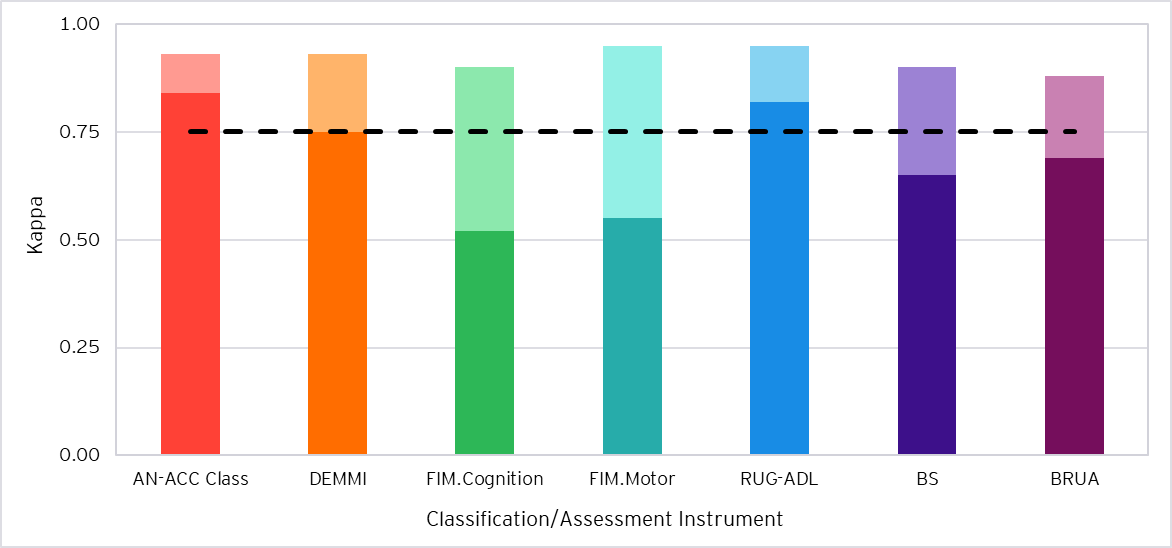 1.00
0.75
0.50
0.25
0.00
Kappa
AN-ACC Class DEMMI FIM.Cognition FIM.Motor RUG-ADL BS BRUA
Classification/Assessment Instrument